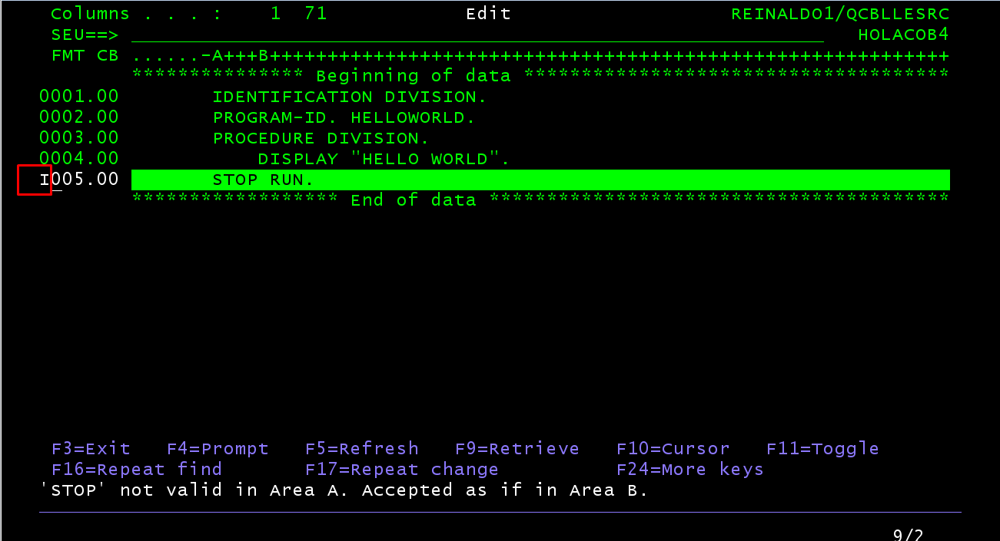 Columns . . . :    1  71            Edit                   REINALDO1/QCBLLESRC
SEU==> ____________________________________________________________   HOLACOB4
FMT CB ......-A+++B++++++++++++++++++++++++++++++++++++++++++++++++++++++++++++
*************** Beginning of data *************************************
0001.00        IDENTIFICATION DIVISION.
0002.00        PROGRAM-ID. HELLOWORLD.
0003.00        PROCEDURE DIVISION.
0004.00            DISPLAY "HELLO WORLD".
I005.00        STOP RUN.
****************** End of data ****************************************
F3=Exit   F4=Prompt   F5=Refresh   F9=Retrieve   F10=Cursor   F11=Toggle
F16=Repeat find       F17=Repeat change          F24=More keys
'STOP' not valid in Area A. Accepted as if in Area B.
9/2